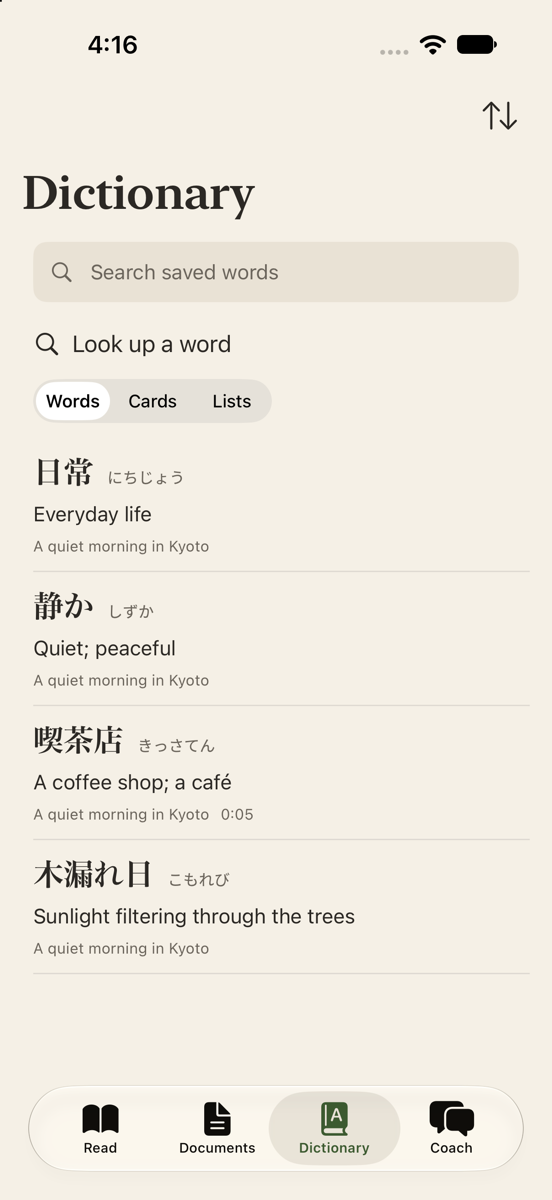 4:16
Dictionary
Search saved words
Look up a word
Words Cards Lists
日常 にちじょう
Everyday life
A quiet morning in Kyoto
静か しずか
Quiet; peaceful
A quiet morning in Kyoto
喫茶店 きっさてん
A coffee shop; a café
A quiet morning in Kyoto 0:05
木漏れ日 こもれび
Sunlight filtering through the trees
A quiet morning in Kyoto
Read Documents Dictionary Coach